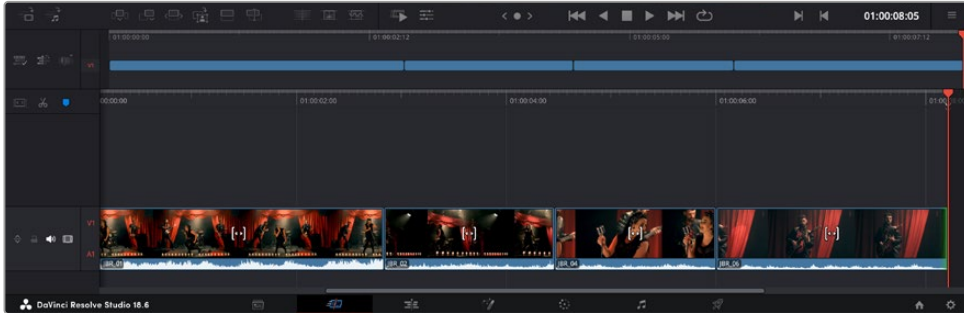 01:00:08:05
01:00:00:00 01:00:02:12 01:00:05:00 01:00:07:12
V1
00:00:00 01:00:02:00 01:00:04:00 01:00:06:00
V1
A1
JBR_01 JBR_02 JBR_04 JBR_05
DaVinci Resolve Studio 18.6